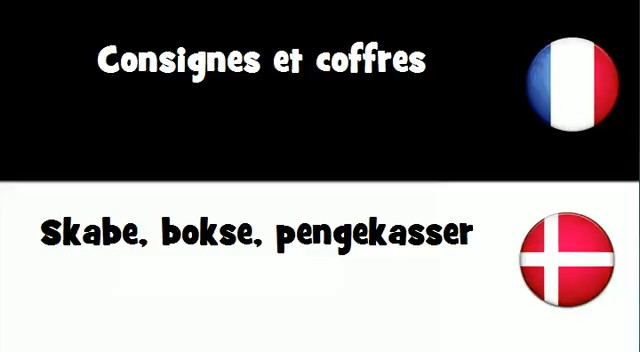 Consignes et coffres
Skabe, bokse, pengekasser